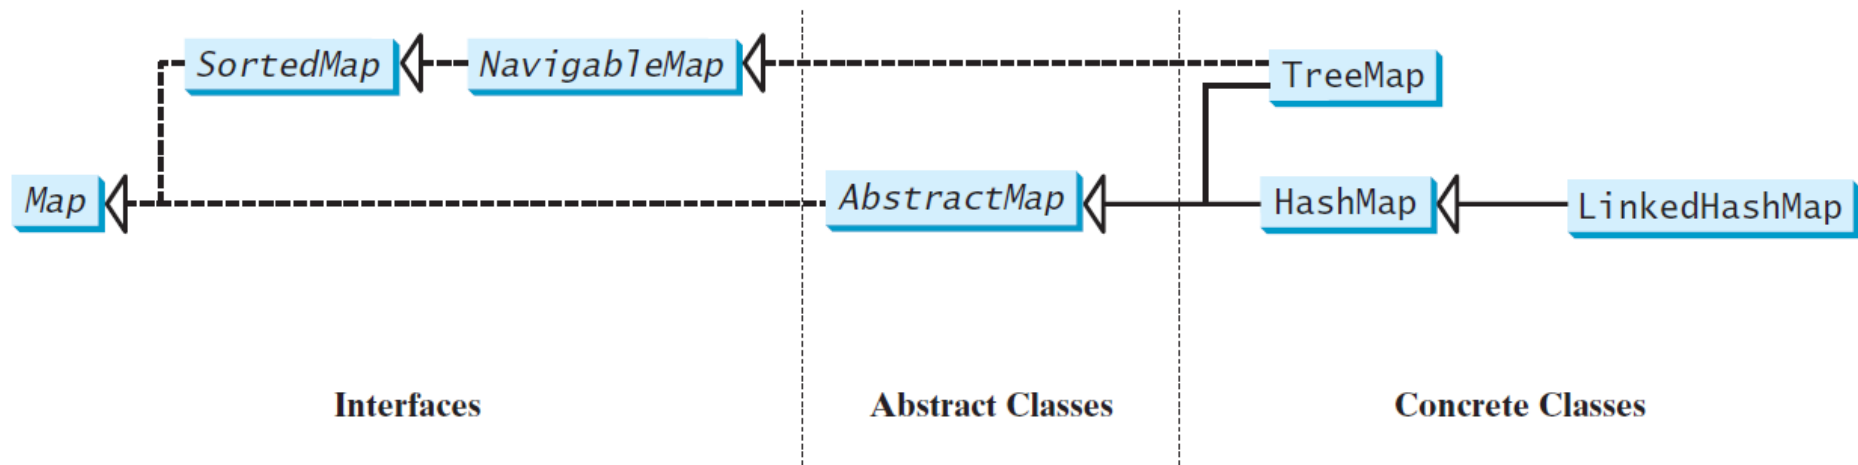 SortedMap
NavigableMap
TreeMap
Map
AbstractMap
HashMap
LinkedHashMap
Interfaces
Abstract Classes
Concrete Classes